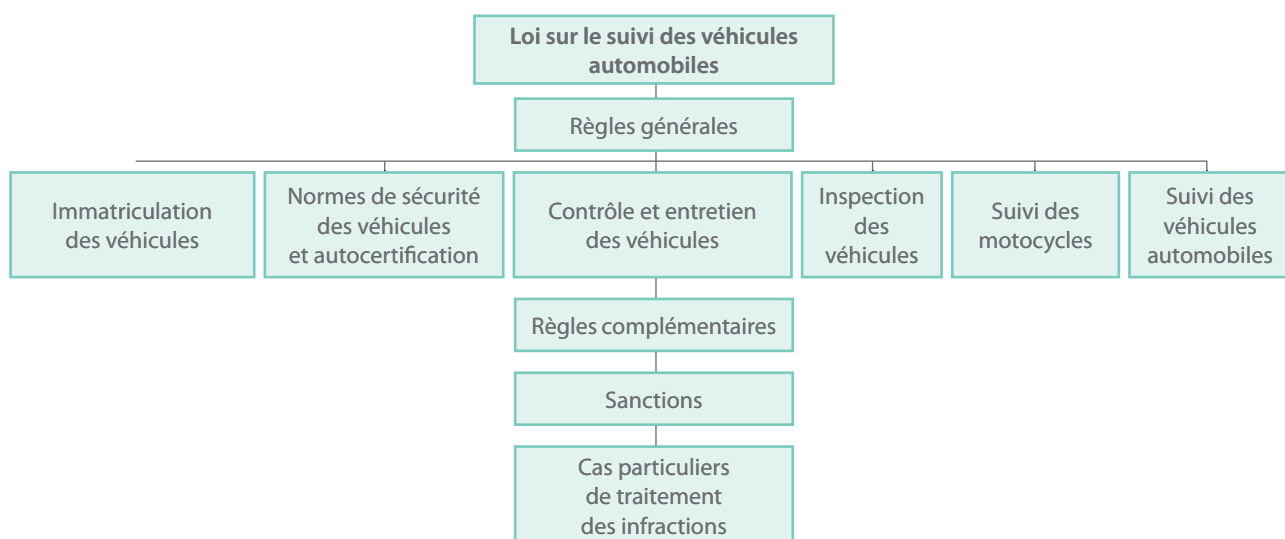 Loi sur le suivi des véhicules
automobiles
Règles générales
Immatriculation
des véhicules
Normes de sécurité
des véhicules
et autocertification
Contrôle et entretien
des véhicules
Inspection
des
véhicules
Suivi des
motocycles
Suivi des
véhicules
automobiles
Règles complémentaires
Sanctions
Cas particuliers
de traitement
des infractions